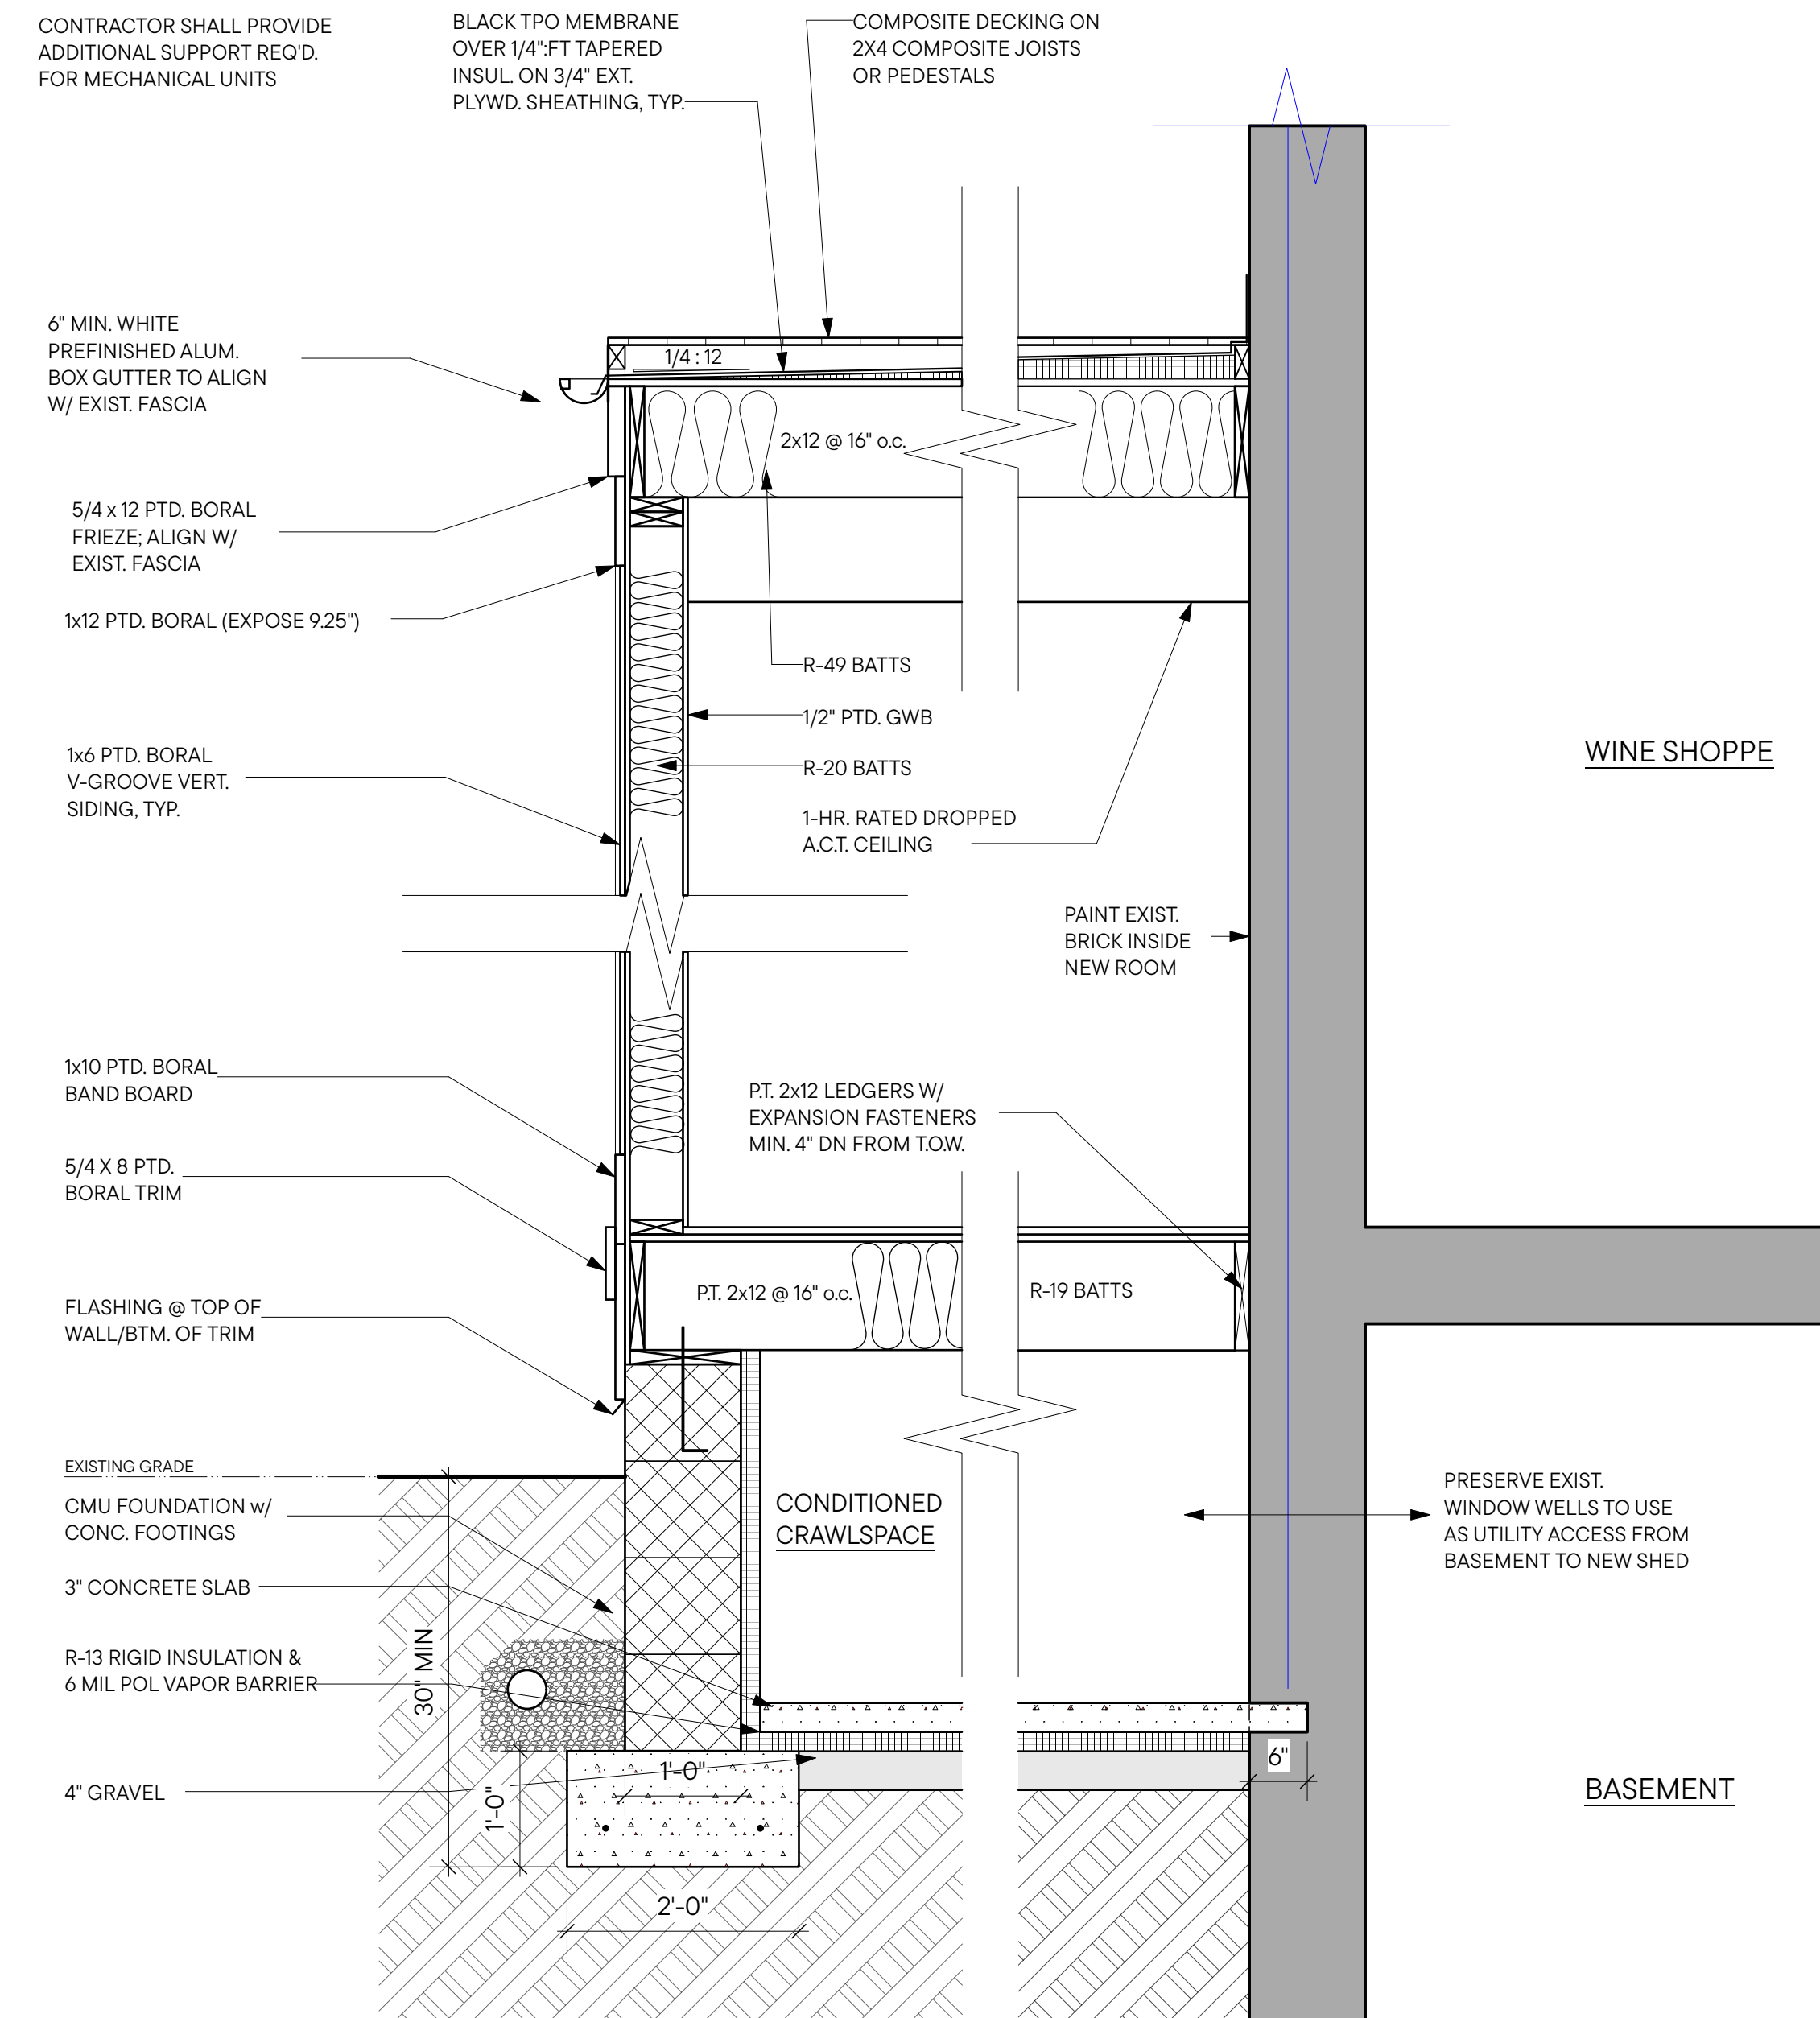 CONTRACTOR SHALL PROVIDE
ADDITIONAL SUPPORT REQ'D.
FOR MECHANICAL UNITS
BLACK TPO MEMBRANE
OVER 1/4":FT TAPERED
INSUL. ON 3/4" EXT.
PLYWD. SHEATHING, TYP.
COMPOSITE DECKING ON
2X4 COMPOSITE JOISTS
OR PEDESTALS
6" MIN. WHITE
PREFINISHED ALUM.
BOX GUTTER TO ALIGN
W/ EXIST. FASCIA
1/4 : 12
2x12 @ 16" o.c.
5/4 x 12 PTD. BORAL
FRIEZE; ALIGN W/
EXIST. FASCIA
1x12 PTD. BORAL (EXPOSE 9.25")
R-49 BATTS
1/2" PTD. GWB
R-20 BATTS
1-HR. RATED DROPPED
A.C.T. CEILING
WINE SHOPPE
1x6 PTD. BORAL
V-GROOVE VERT.
SIDING, TYP.
PAINT EXIST.
BRICK INSIDE
NEW ROOM
1x10 PTD. BORAL
BAND BOARD
P.T. 2x12 LEDGERS W/
EXPANSION FASTENERS
MIN. 4" DN FROM T.O.W.
5/4 X 8 PTD.
BORAL TRIM
P.T. 2x12 @ 16" o.c.
R-19 BATTS
FLASHING @ TOP OF
WALL/BTM. OF TRIM
EXISTING GRADE
CMU FOUNDATION w/
CONC. FOOTINGS
CONDITIONED
CRAWLSPACE
PRESERVE EXIST.
WINDOW WELLS TO USE
AS UTILITY ACCESS FROM
BASEMENT TO NEW SHED
3" CONCRETE SLAB
R-13 RIGID INSULATION &
6 MIL POL VAPOR BARRIER
30" MIN
4" GRAVEL
1'-0"
1'-0"
6"
BASEMENT
2'-0"